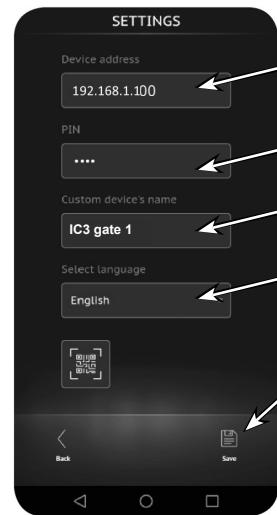 SETTINGS
Device address
192.168.1.100
PIN
••••
Custom device's name
IC3 gate 1
Select language
English
Back
Save